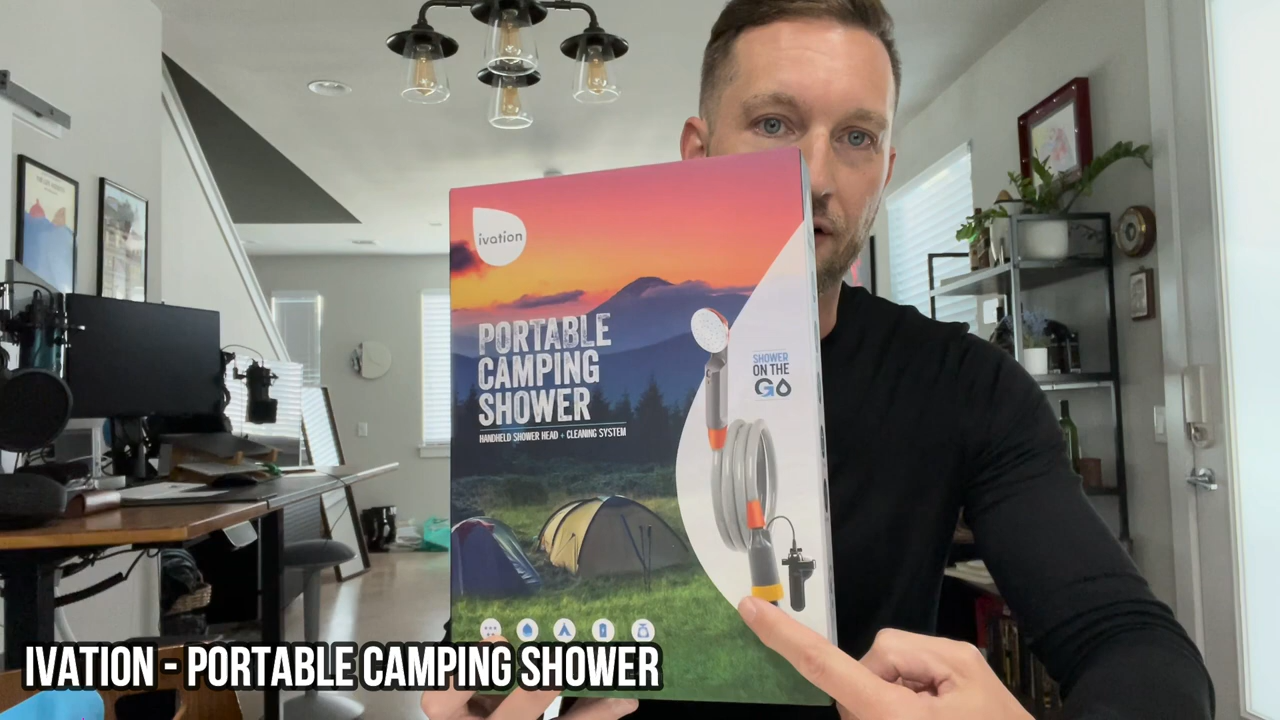 ivation
PORTABLE
CAMPING
SHOWER
HANDHELD SHOWER HEAD + CLEANING SYSTEM
SHOWER
ON THE
GO
IVATION - PORTABLE CAMPING SHOWER